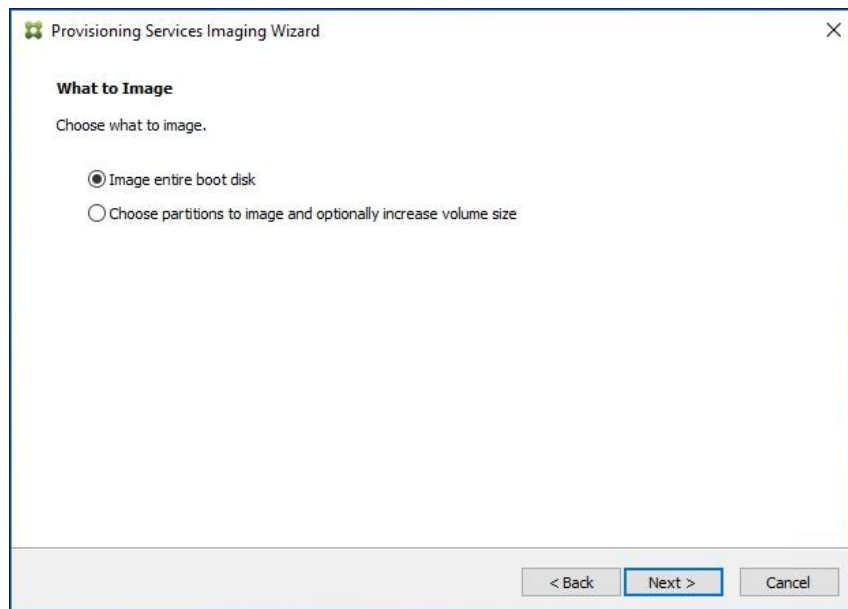 Provisioning Services Imaging Wizard
What to Image
Choose what to image.
Image entire boot disk
Choose partitions to image and optionally increase volume size
< Back Next > Cancel